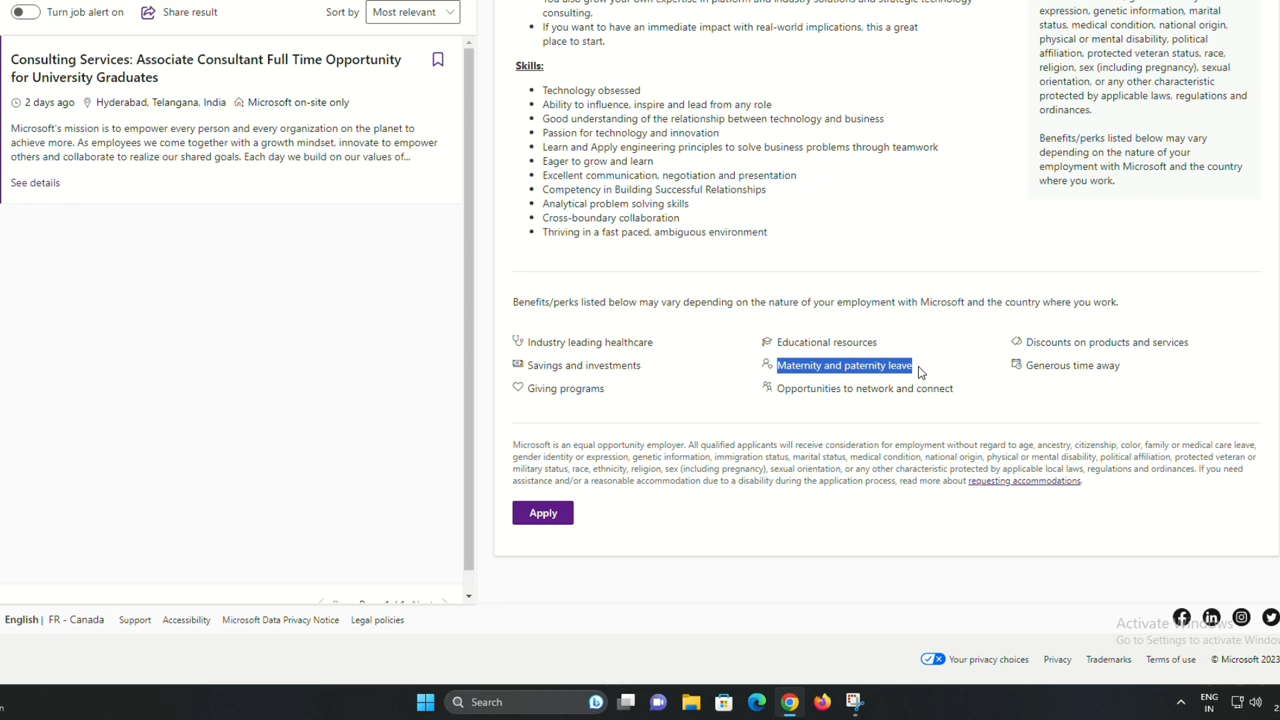 Turn job alert on
Share result
Sort by
Most relevant
Consulting Services: Associate Consultant Full Time Opportunity
for University Graduates
2 days ago
Hyderabad, Telangana, India
Microsoft on-site only
Microsoft's mission is to empower every person and every organization on the planet to
achieve more. As employees we come together with a growth mindset, innovate to empower
others and collaborate to realize our shared goals. Each day we build on our values of...
See details
consulting.
If you want to have an immediate impact with real-world implications, this a great
place to start.
Skills:
Technology obsessed
Ability to influence, inspire and lead from any role
Good understanding of the relationship between technology and business
Passion for technology and innovation
Learn and Apply engineering principles to solve business problems through teamwork
Eager to grow and learn
Excellent communication, negotiation and presentation
Competency in Building Successful Relationships
Analytical problem solving skills
Cross-boundary collaboration
Thriving in a fast paced, ambiguous environment
expression, genetic information, marital
status, medical condition, national origin,
physical or mental disability, political
affiliation, protected veteran status, race,
religion, sex (including pregnancy), sexual
orientation, or any other characteristic
protected by applicable laws, regulations and
ordinances.
Benefits/perks listed below may vary
depending on the nature of your
employment with Microsoft and the country
where you work.
Benefits/perks listed below may vary depending on the nature of your employment with Microsoft and the country where you work.
Industry leading healthcare
Educational resources
Discounts on products and services
Savings and investments
Maternity and paternity leave
Generous time away
Giving programs
Opportunities to network and connect
Microsoft is an equal opportunity employer. All qualified applicants will receive consideration for employment without regard to age, ancestry, citizenship, color, family or medical care leave,
gender identity or expression, genetic information, immigration status, marital status, medical condition, national origin, physical or mental disability, political affiliation, protected veteran or
military status, race, ethnicity, religion, sex (including pregnancy), sexual orientation, or any other characteristic protected by applicable local laws, regulations and ordinances. If you need
assistance and/or a reasonable accommodation due to a disability during the application process, read more about requesting accommodations.
Apply
English | FR - Canada
Support
Accessibility
Microsoft Data Privacy Notice
Legal policies
Activate Windows
Go to Settings to activate Window
Your privacy choices
Privacy
Trademarks
Terms of use
© Microsoft 2023
Search
ENG
IN